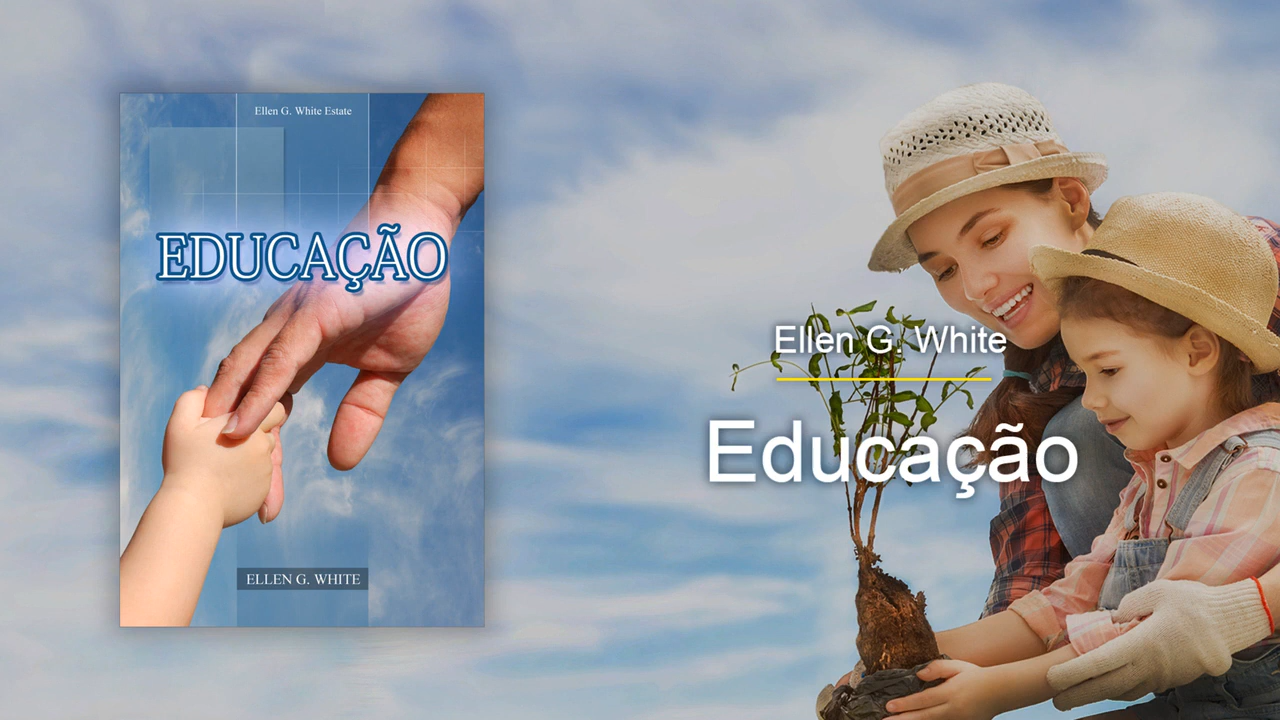 Ellen G. White Estate
EDUCAÇÃO
ELLEN G. WHITE
Ellen G. White
Educação